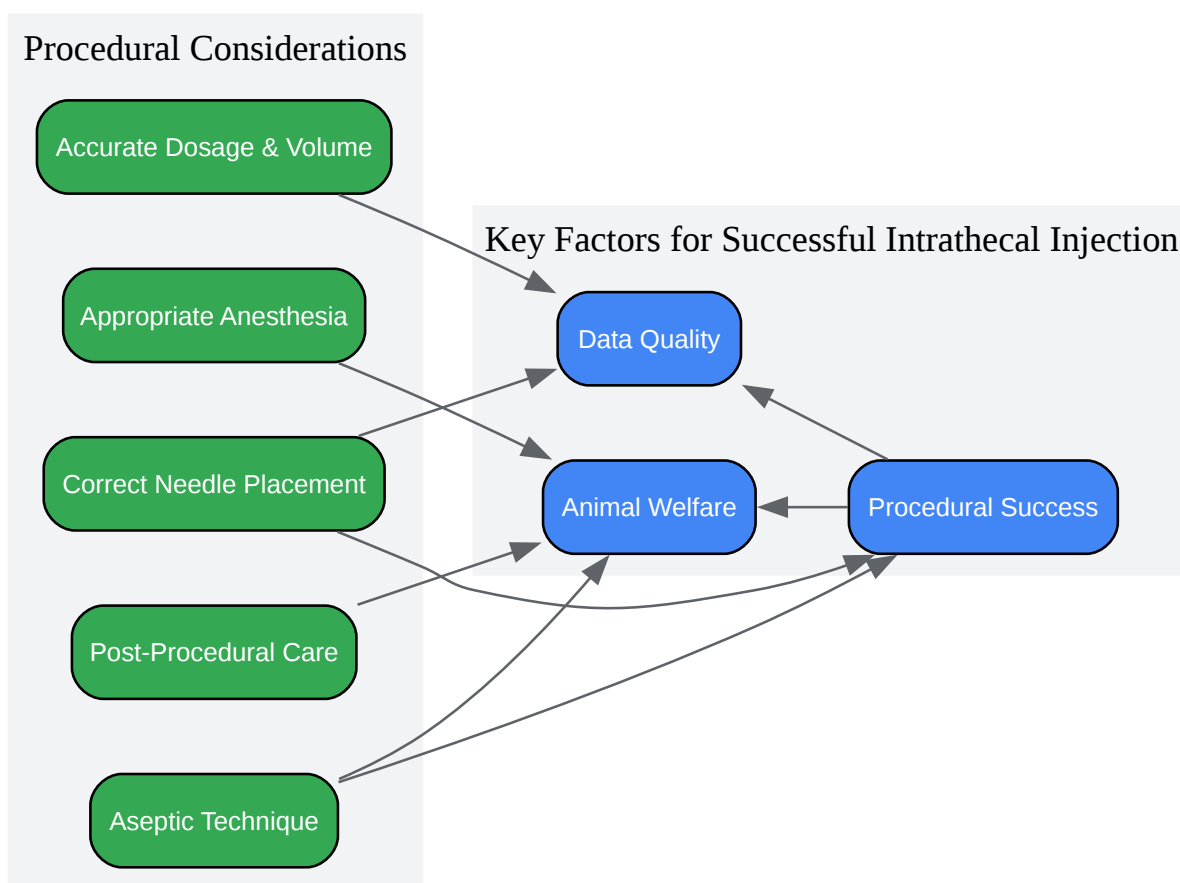 Procedural Considerations
Accurate Dosage & Volume
Appropriate Anesthesia
Correct Needle Placement
Post-Procedural Care
Aseptic Technique
Key Factors for Successful Intrathecal Injection
Data Quality
Animal Welfare
Procedural Success